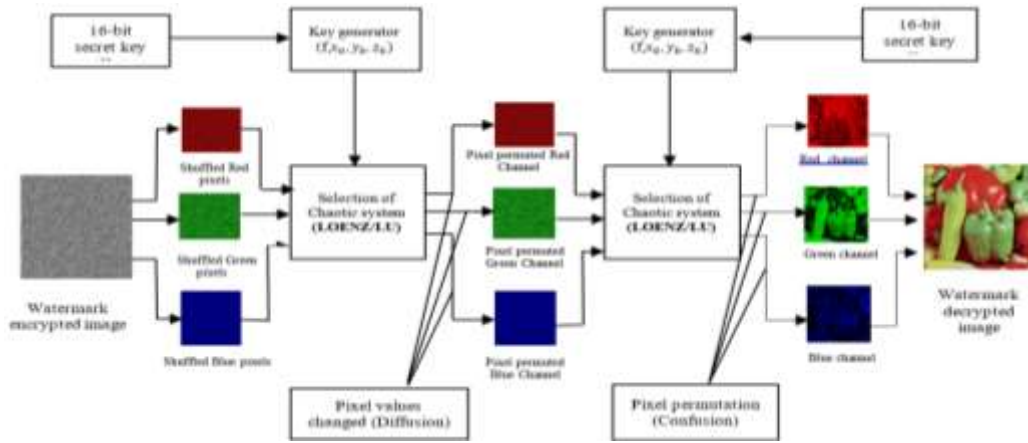 16-bit
secret key
Key generator
Key generator
16-bit
secret key
Shuffled Red
pixels
Pixel permuted Red
Channel
Red channel
Selection of
Chaotic system
(LOENZ/LU)
Selection of
Chaotic system
(LOENZ/LU)
Shuffled Green
pixels
Pixel permuted
Green Channel
Green channel
Watermark
encrypted image
Watermark
decrypted
image
Shuffled Blue pixels
Pixel permuted
Blue Channel
Blue channel
Pixel values
changed (Diffusion)
Pixel permutation
(Confusion)